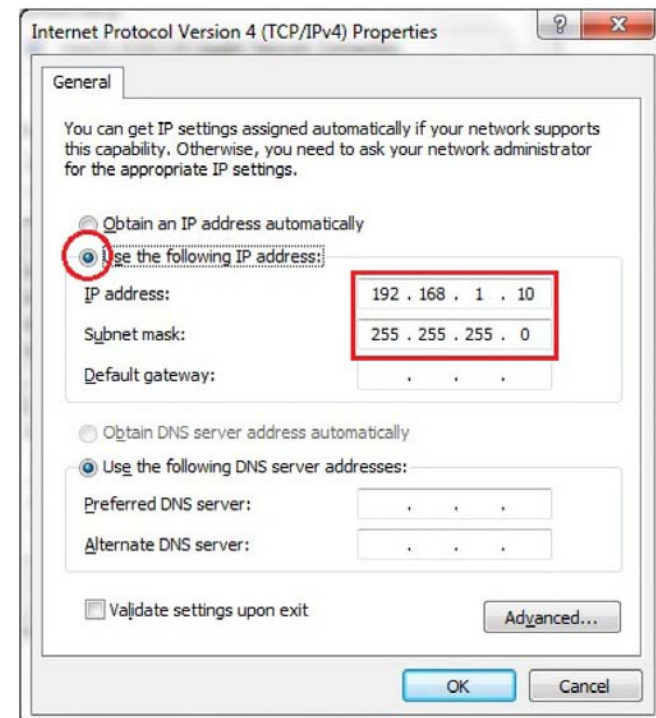 Internet Protocol Version 4 (TCP/IPv4) Properties
General
You can get IP settings assigned automatically if your network supports
this capability. Otherwise, you need to ask your network administrator
for the appropriate IP settings.
Obtain an IP address automatically
Use the following IP address:
IP address: 192 . 168 . 1 . 10
Subnet mask: 255 . 255 . 255 . 0
Default gateway: . . .
Obtain DNS server address automatically
Use the following DNS server addresses:
Preferred DNS server: . . .
Alternate DNS server: . . .
Validate settings upon exit
Advanced...
OK Cancel